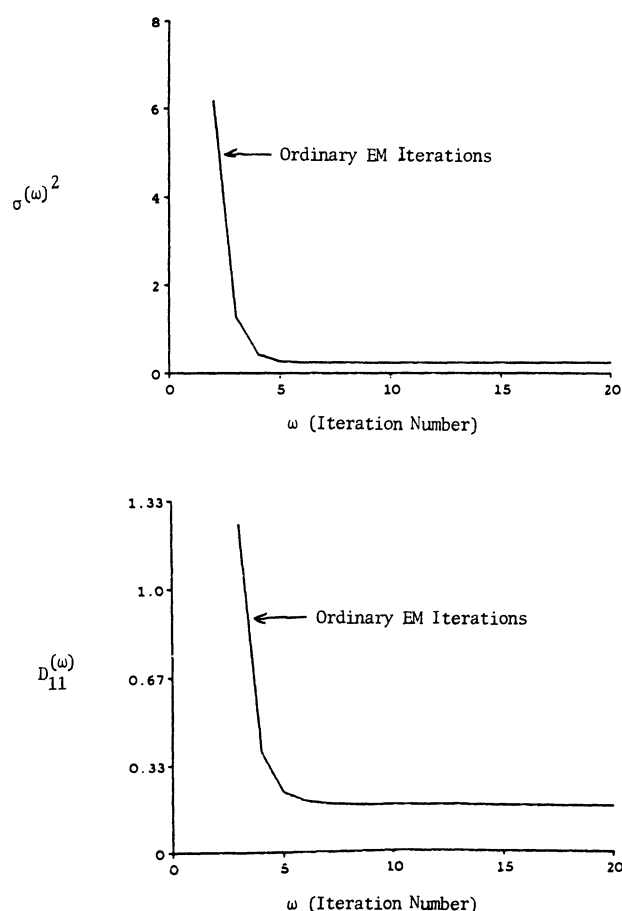 8
6
Ordinary EM Iterations
4
σ(ω)2
2
0
0 5 10 15 20
ω (Iteration Number)
1.33
1.0
Ordinary EM Iterations
D11(ω)
0.67
0.33
0
0 5 10 15 20
ω (Iteration Number)